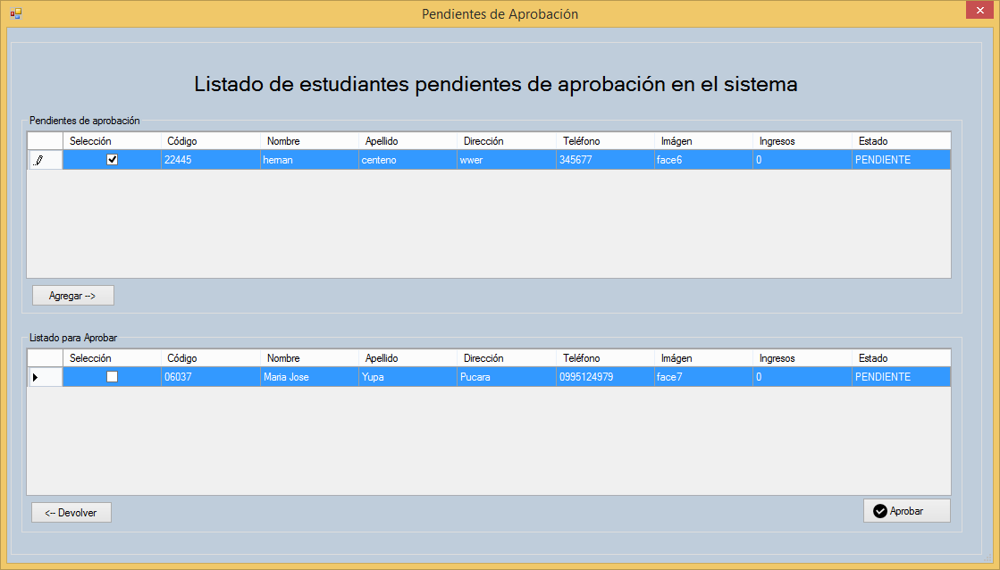 Pendientes de Aprobación
Listado de estudiantes pendientes de aprobación en el sistema
Pendientes de aprobación
Selección Código Nombre Apellido Dirección Teléfono Imágen Ingresos Estado
22445 hernan centeno wwer 345677 face6 0 PENDIENTE
Agregar -->
Listado para Aprobar
Selección Código Nombre Apellido Dirección Teléfono Imágen Ingresos Estado
06037 Maria Jose Yupa Pucara 0995124979 face7 0 PENDIENTE
<-- Devolver
Aprobar